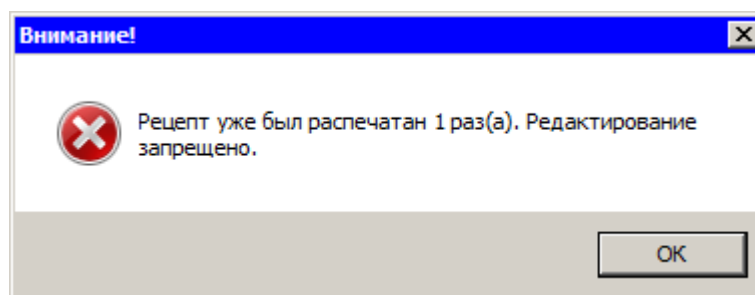 Внимание!
Рецепт уже был распечатан 1 раз(а). Редактирование
запрещено.
OK